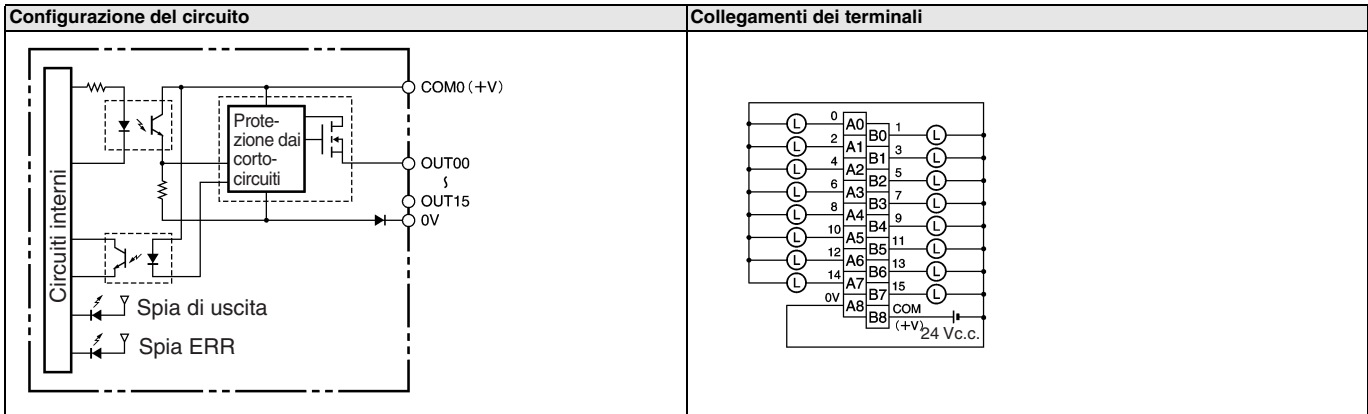 Configurazione del circuito
Collegamenti dei terminali
Circuiti interni
Prote-
zione dai
corto-
circuiti
COM0 (+V)
OUT00
OUT15
0V
Spia di uscita
Spia ERR
0 A0 B0 1
2 A1 B1 3
4 A2 B2 5
6 A3 B3 7
8 A4 B4 9
10 A5 B5 11
12 A6 B6 13
14 A7 B7 15
0V A8 B8 COM
(+V)
24 Vc.c.
L L
L L
L L
L L
L L
L L
L L
L L